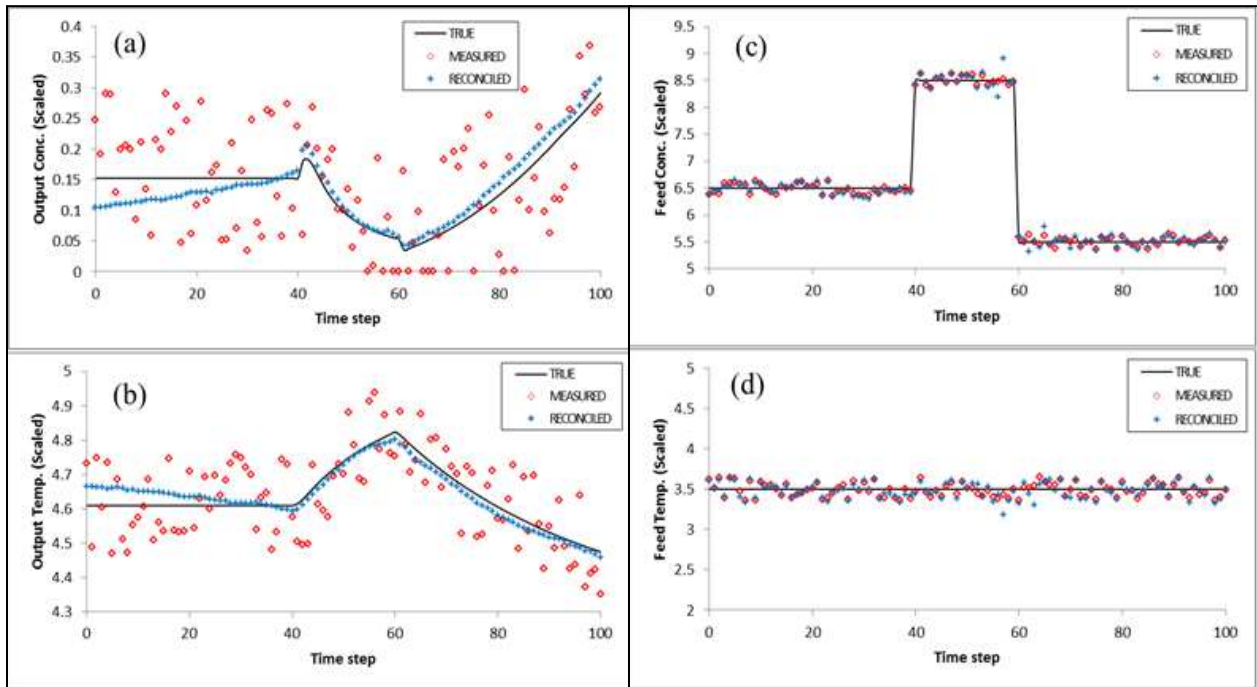 (a)
TRUE
MEASURED
RECONCILED
Output Conc. (Scaled)
0.4
0.35
0.3
0.25
0.2
0.15
0.1
0.05
0
0 20 40 60 80 100
Time step
(c)
TRUE
MEASURED
RECONCILED
Feed Conc. (Scaled)
9.5
9
8.5
8
7.5
7
6.5
6
5.5
5
0 20 40 60 80 100
Time step
(b)
TRUE
MEASURED
RECONCILED
Output Temp. (Scaled)
5
4.9
4.8
4.7
4.6
4.5
4.4
4.3
0 20 40 60 80 100
Time step
(d)
TRUE
MEASURED
RECONCILED
Feed Temp. (Scaled)
5
4.5
4
3.5
3
2.5
2
0 20 40 60 80 100
Time step